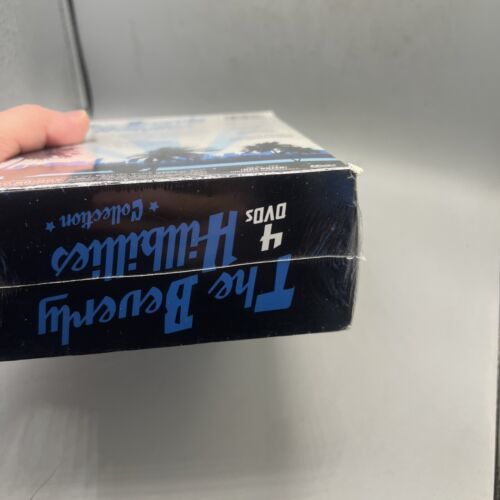 The Beverly
Hillbillies
★ Collection ★
4
DVDs